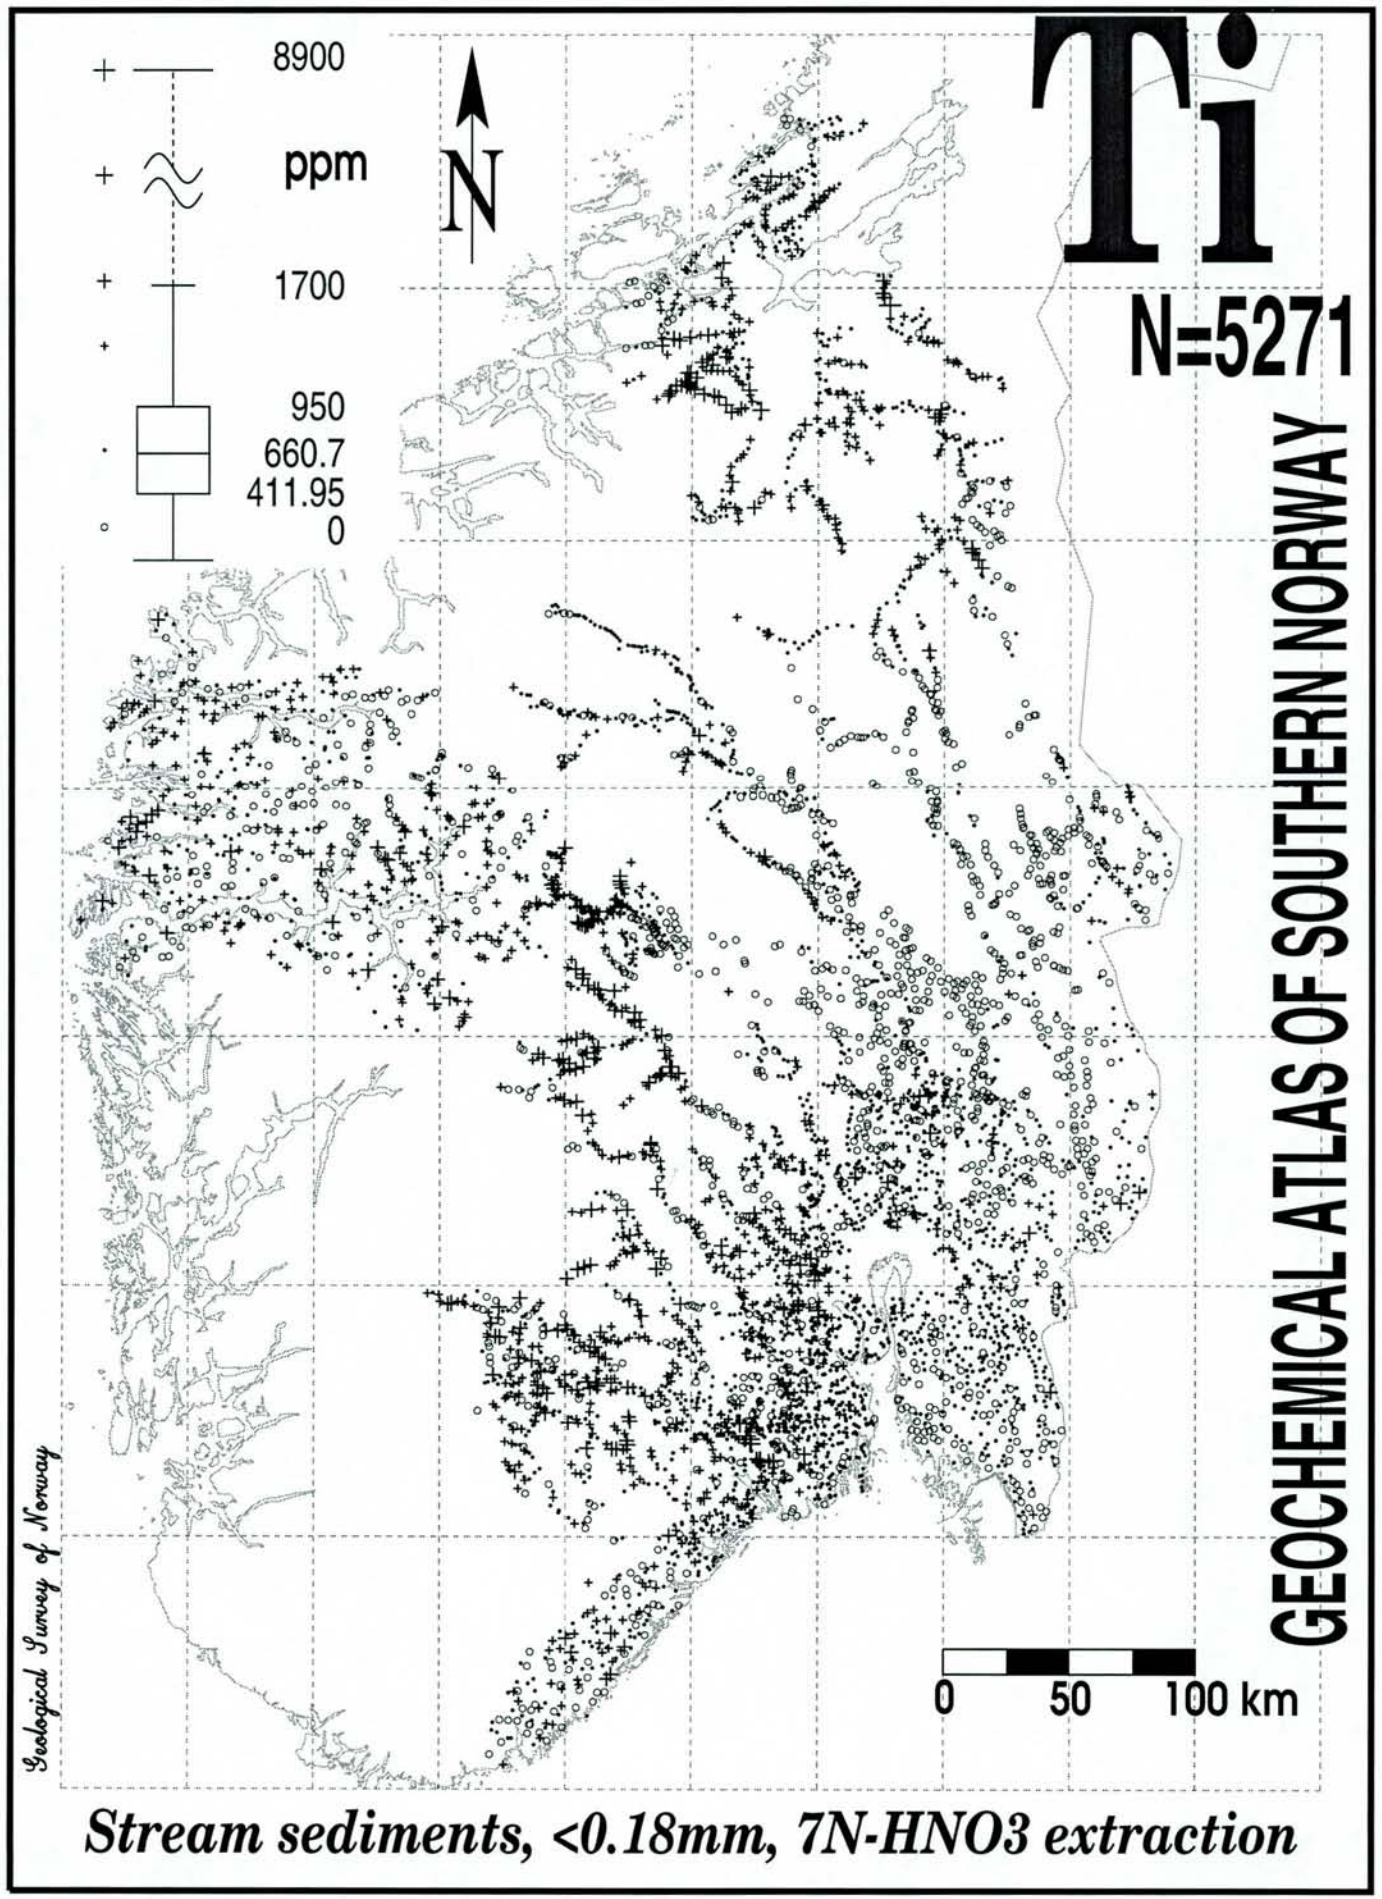 Ti
N=5271
8900
ppm
1700
950
660.7
411.95
0
N
GEOCHEMICAL ATLAS OF SOUTHERN NORWAY
Geological Survey of Norway
0 50 100 km
Stream sediments, <0.18mm, 7N-HNO3 extraction